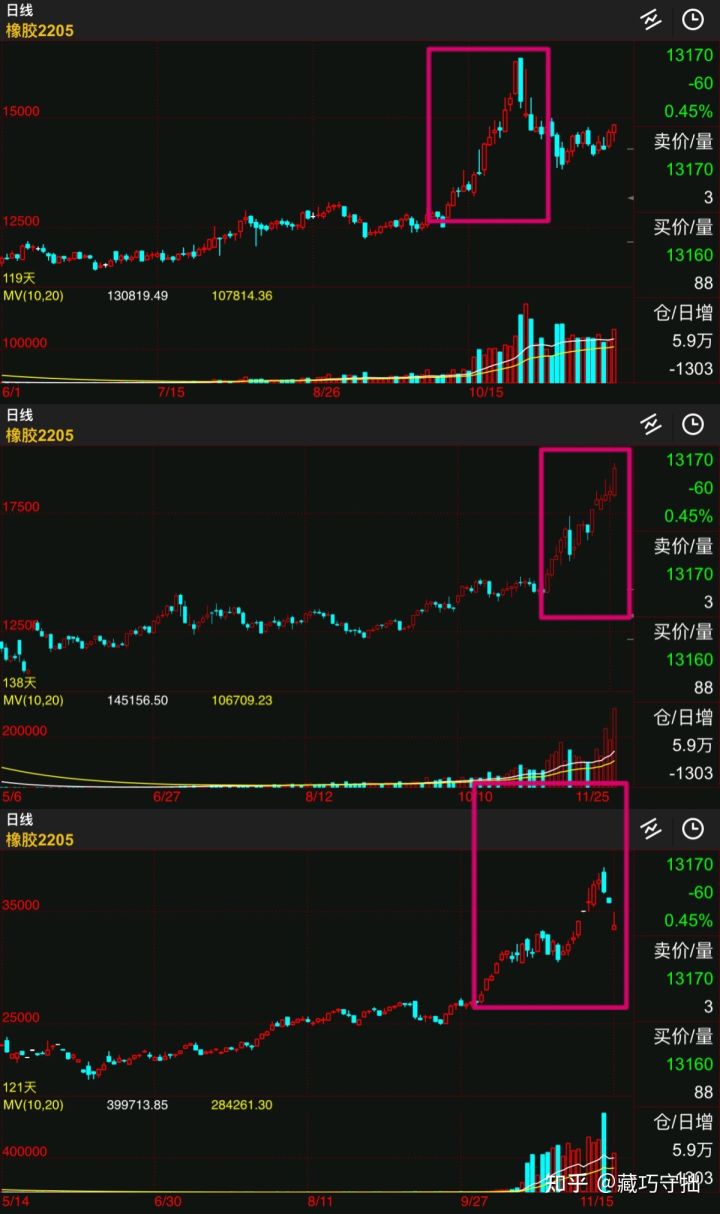 日线
橡胶2205
13170
-60
15000
0.45%
卖价/量
13170
3
12500
买价/量
13160
88
119天
MV(10,20) 130819.49 107814.36
仓/日增
5.9万
100000
-1303
6/1 7/15 8/26 10/15
日线
橡胶2205
13170
-60
17500
0.45%
卖价/量
13170
3
12500
买价/量
13160
88
138天
MV(10,20) 145156.50 106709.23
仓/日增
200000
5.9万
-1303
5/6 6/27 8/12 10/10 11/25
日线
橡胶2205
13170
-60
35000
0.45%
卖价/量
13170
3
25000
买价/量
13160
88
121天
MV(10,20) 399713.85 284261.30
仓/日增
400000
5.9万
-1303
知乎 @藏巧守拙
5/14 6/30 8/11 9/27 11/15